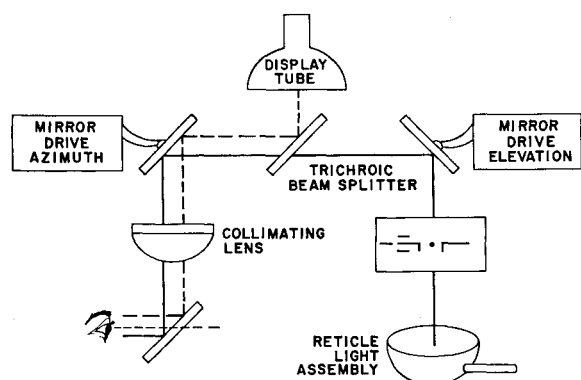 DISPLAY
TUBE
MIRROR
DRIVE
AZIMUTH
MIRROR
DRIVE
ELEVATION
TRICHROIC
BEAM SPLITTER
COLLIMATING
LENS
RETICLE
LIGHT
ASSEMBLY